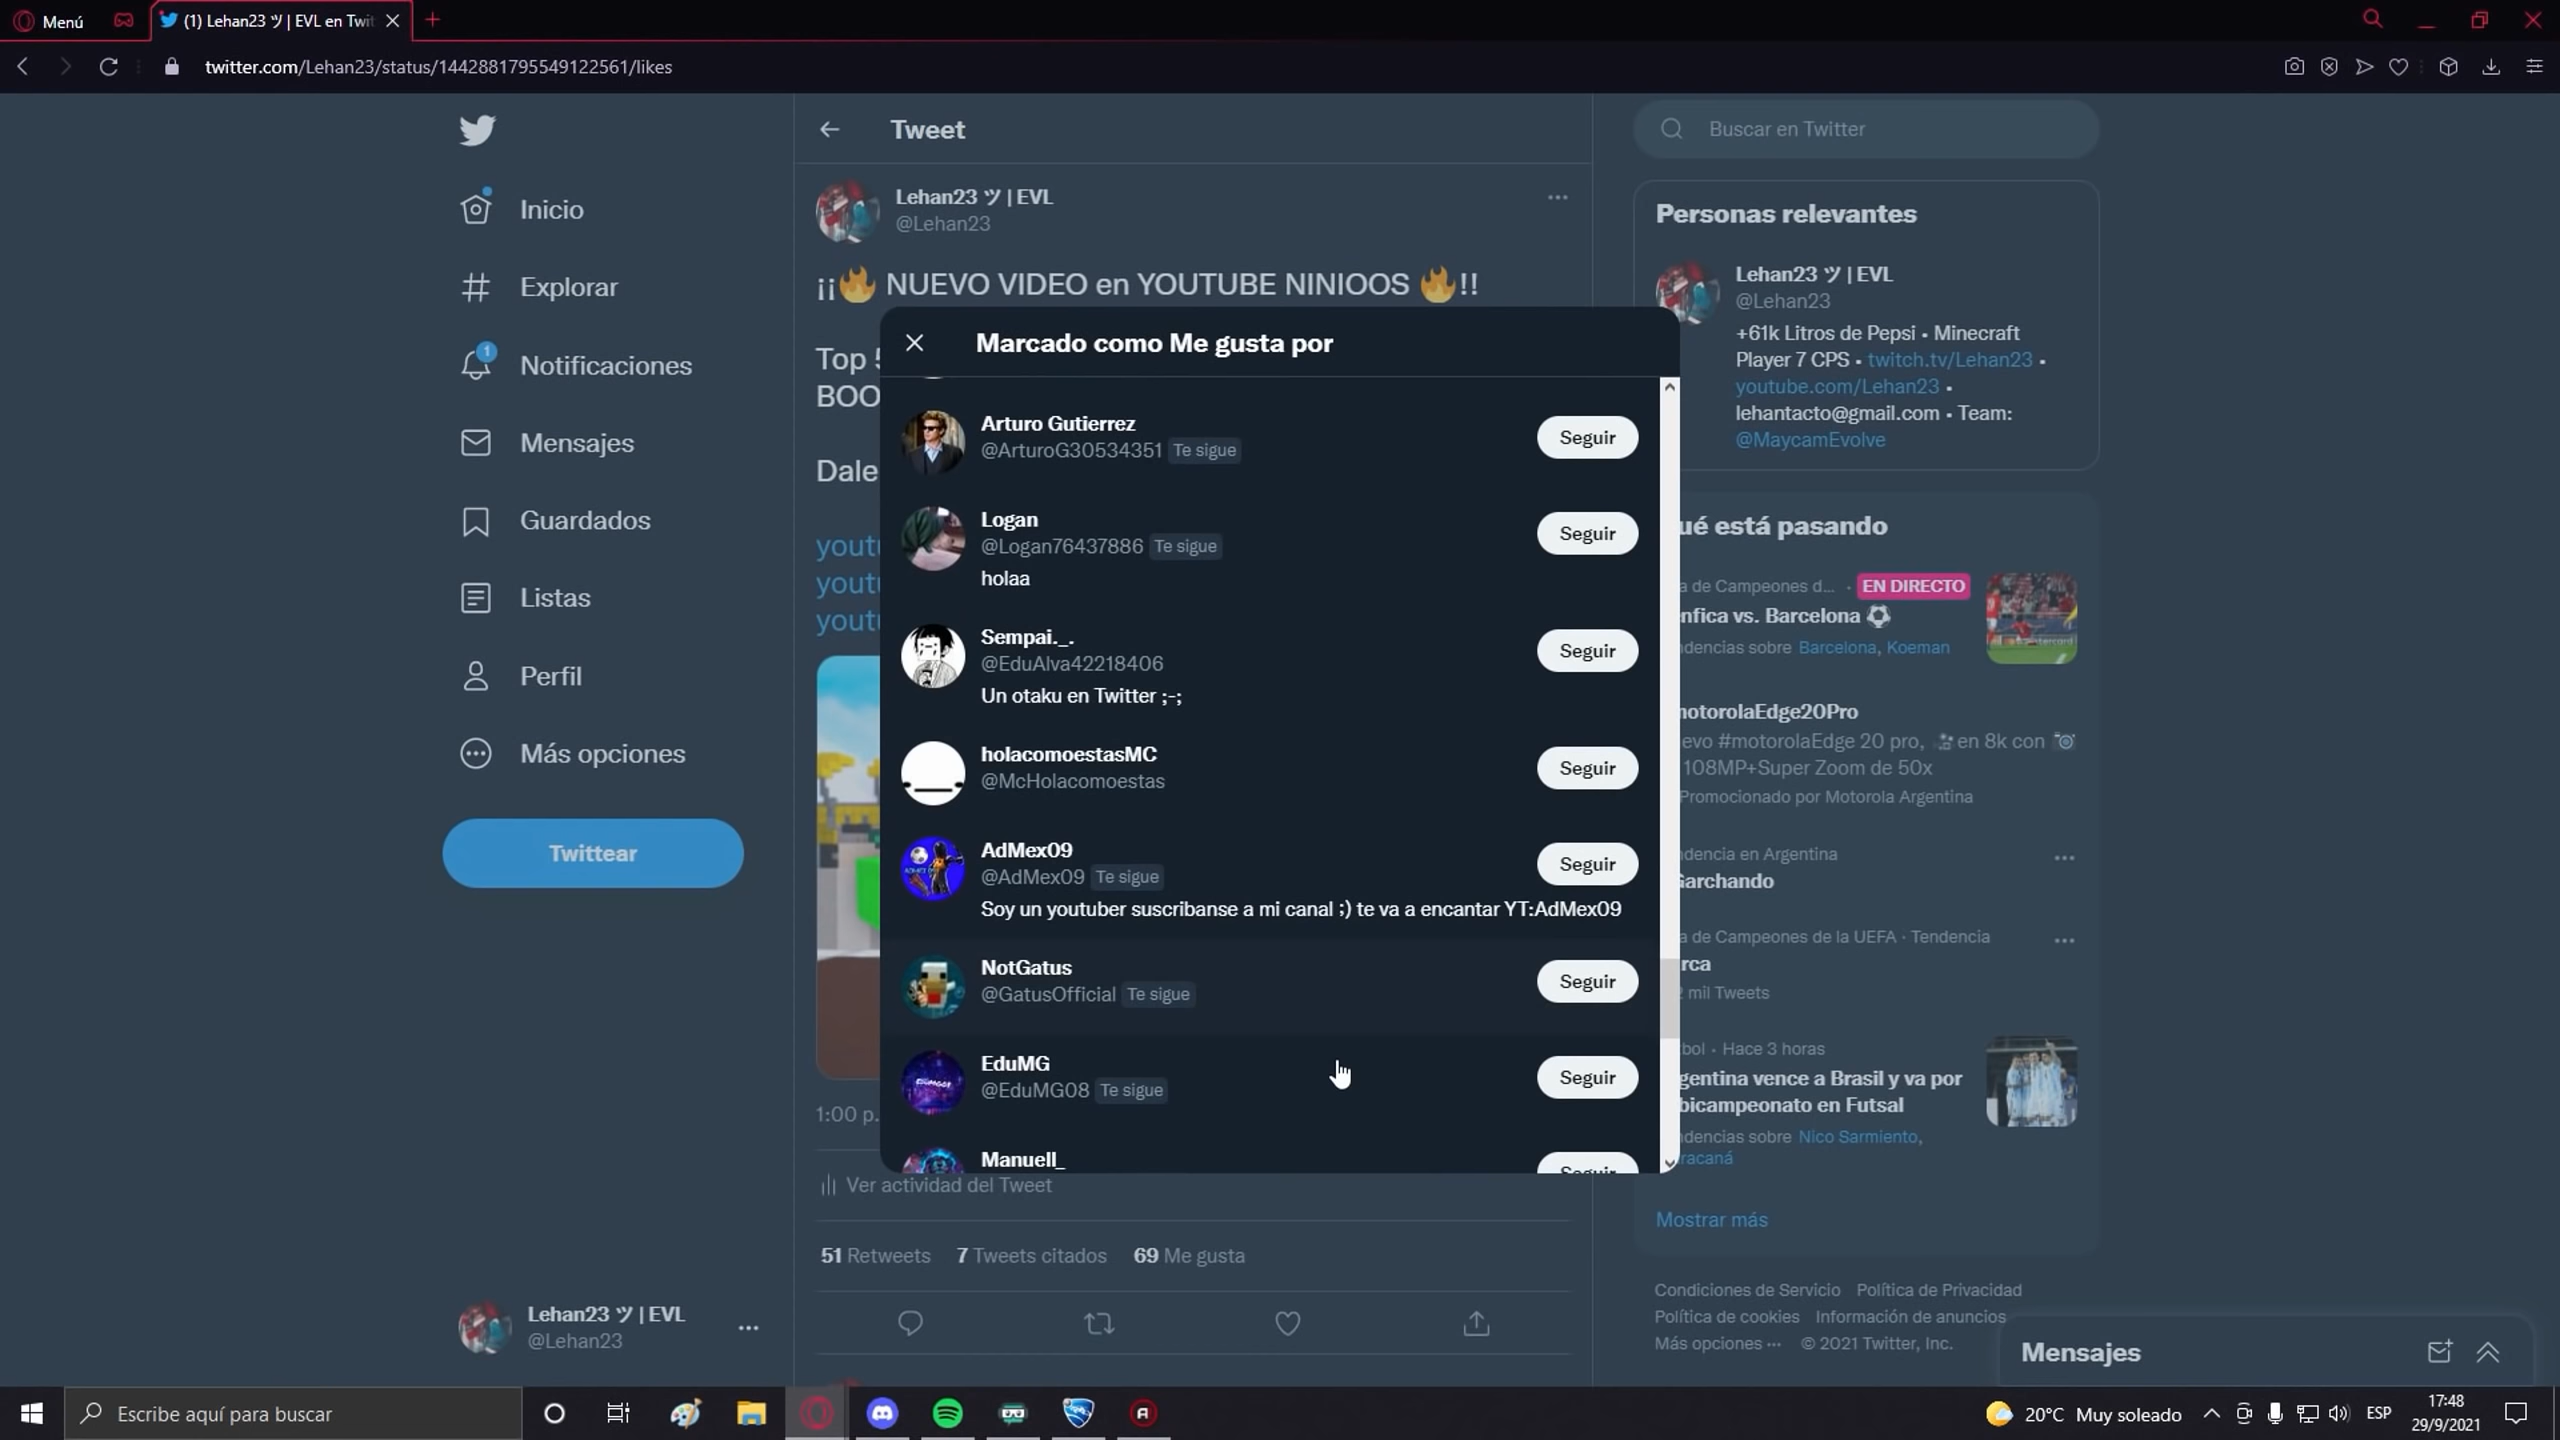 Menú
(1) Lehan23 ツ | EVL en Twit
twitter.com/Lehan23/status/1442881795549122561/likes
Inicio
Explorar
1
Notificaciones
Mensajes
Guardados
Listas
Perfil
Más opciones
Twittear
Lehan23 ツ | EVL
@Lehan23
Tweet
Lehan23 ツ | EVL
@Lehan23
¡¡🔥 NUEVO VIDEO en YOUTUBE NINIOOS 🔥!!
Top 5
BOO
Dale
yout
yout
yout
1:00 p.
Ver actividad del Tweet
51 Retweets 7 Tweets citados 69 Me gusta
Marcado como Me gusta por
Arturo Gutierrez
@ArturoG30534351 Te sigue
Seguir
Logan
@Logan76437886 Te sigue
holaa
Seguir
Sempai._.
@EduAlva42218406
Un otaku en Twitter ;-;
Seguir
holacomoestasMC
@McHolacomoestas
Seguir
AdMex09
@AdMex09 Te sigue
Soy un youtuber suscribanse a mi canal ;) te va a encantar YT:AdMex09
Seguir
NotGatus
@GatusOfficial Te sigue
Seguir
EduMG
@EduMG08 Te sigue
Seguir
Manuell_
Seguir
Buscar en Twitter
Personas relevantes
Lehan23 ツ | EVL
@Lehan23
+61k Litros de Pepsi • Minecraft
Player 7 CPS • twitch.tv/Lehan23 •
youtube.com/Lehan23 •
lehantacto@gmail.com • Team:
@MaycamEvolve
ué está pasando
a de Campeones d... · EN DIRECTO
nfica vs. Barcelona ⚽
dencias sobre Barcelona, Koeman
motorolaEdge20Pro
evo #motorolaEdge 20 pro, 🎥en 8k con 📷
108MP+Super Zoom de 50x
Promocionado por Motorola Argentina
dencia en Argentina
Garchando
a de Campeones de la UEFA · Tendencia
rca
mil Tweets
bol · Hace 3 horas
gentina vence a Brasil y va por
bicampeonato en Futsal
dencias sobre Nico Sarmiento,
racaná
Mostrar más
Condiciones de Servicio Política de Privacidad
Política de cookies Información de anuncios
Más opciones ··· © 2021 Twitter, Inc.
Mensajes
Escribe aquí para buscar
20°C Muy soleado
ESP
17:48
29/9/2021